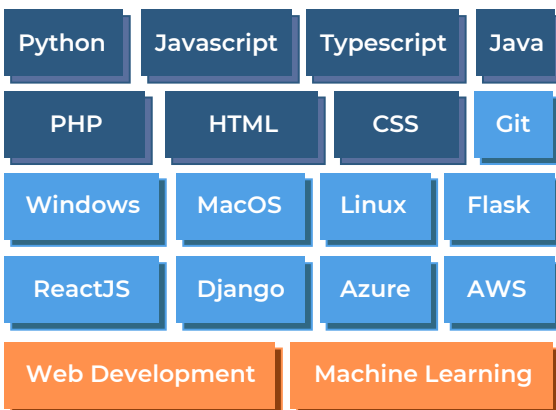 Python Javascript Typescript Java
PHP HTML CSS Git
Windows MacOS Linux Flask
ReactJS Django Azure AWS
Web Development Machine Learning